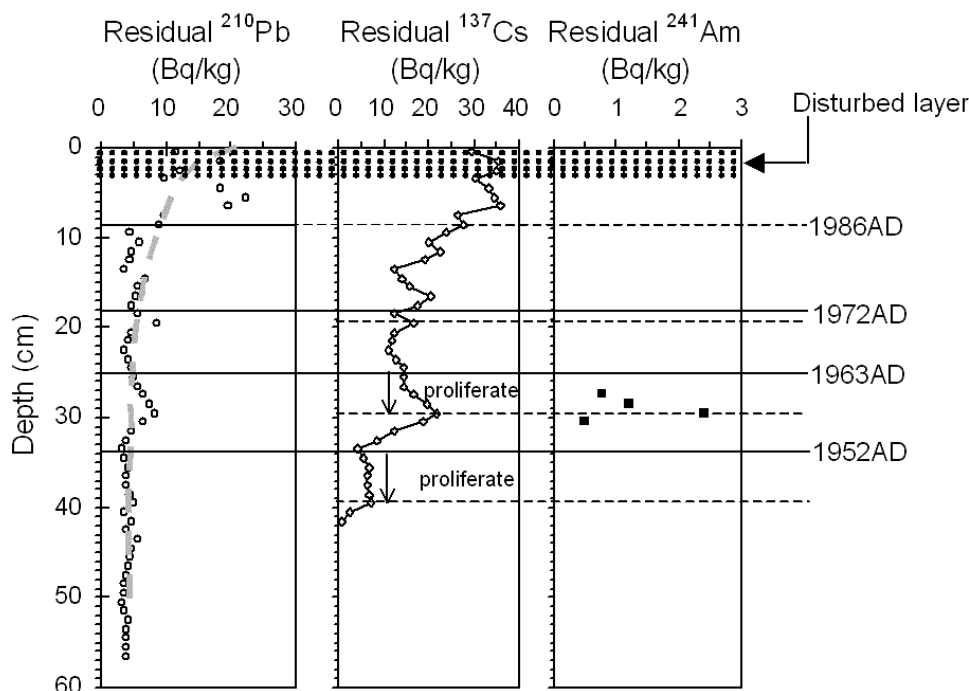 Residual ²¹⁰Pb Residual ¹³⁷Cs Residual ²⁴¹Am
(Bq/kg) (Bq/kg) (Bq/kg)
0 10 20 30 0 10 20 30 40 0 1 2 3
Disturbed layer
0
1986AD
10
1972AD
20
1963AD
proliferate
30
1952AD
proliferate
40
50
60
Depth (cm)